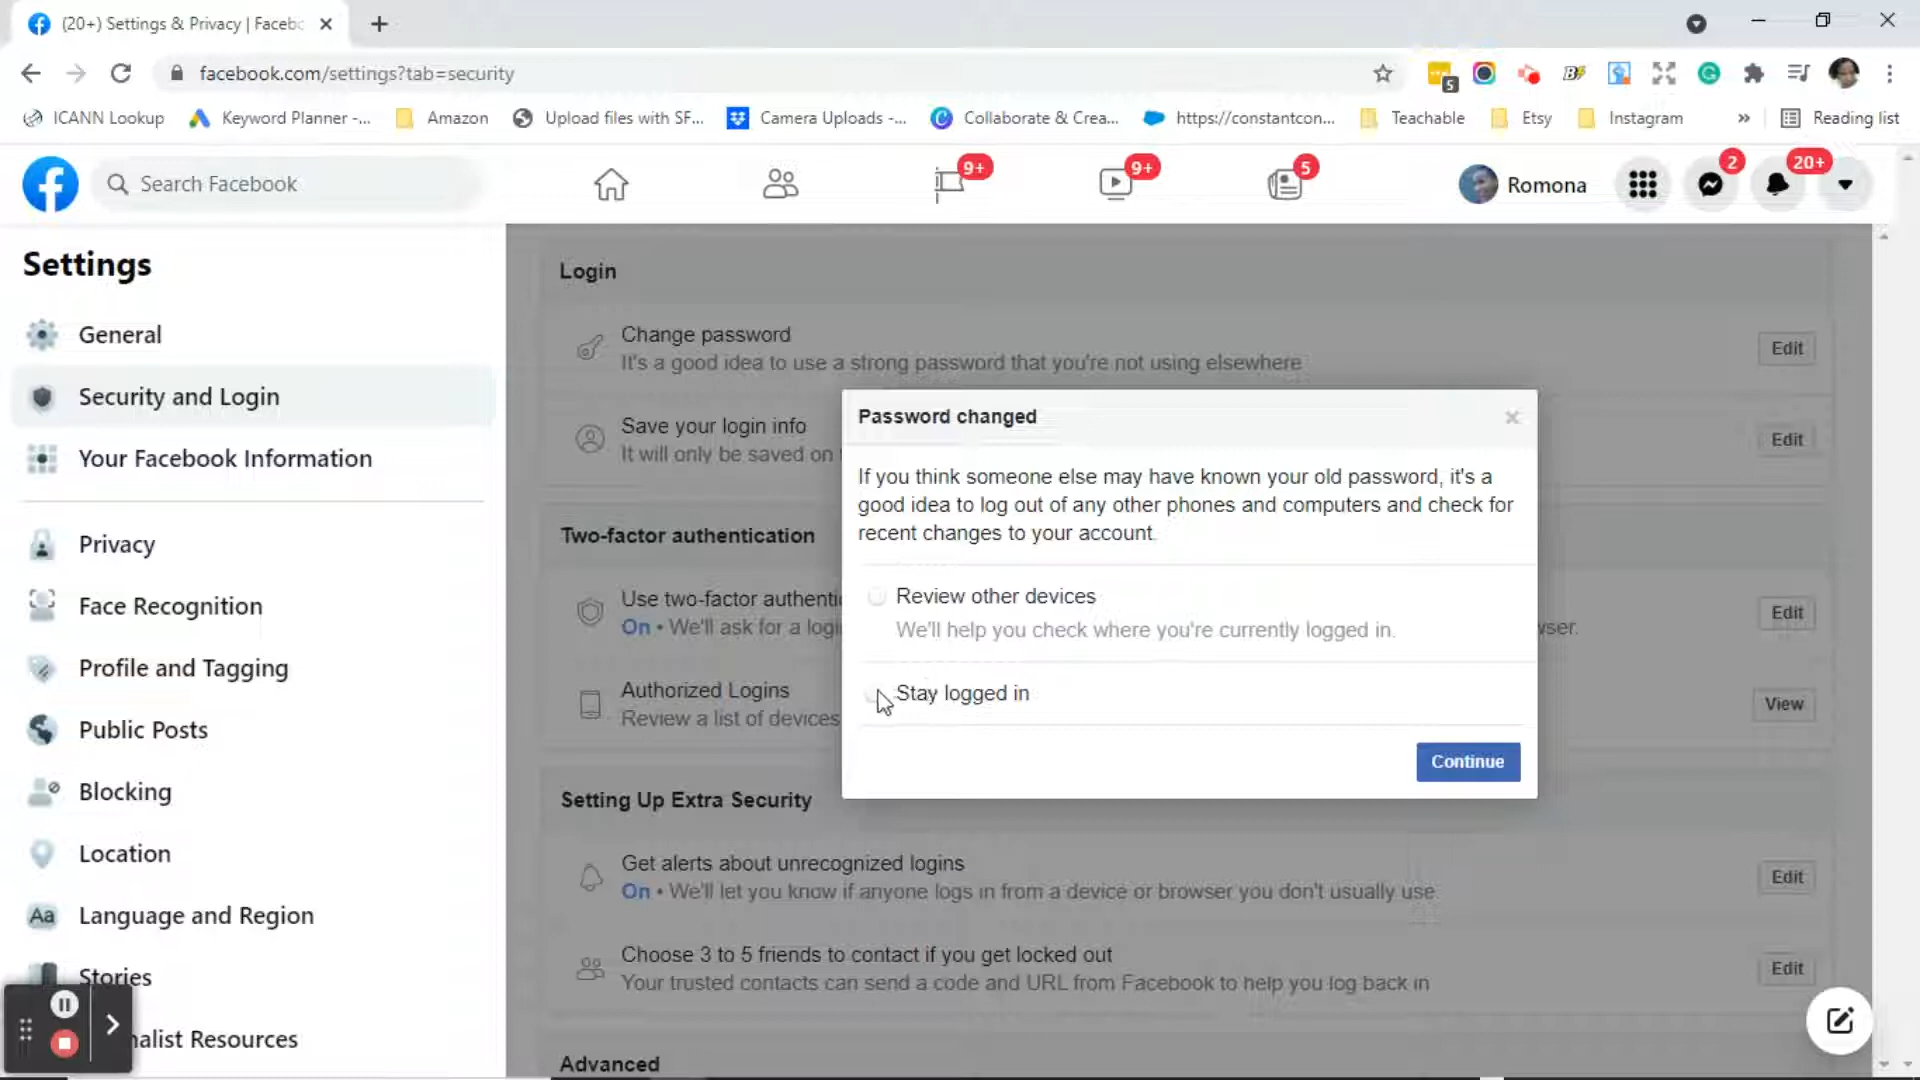 (20+) Settings & Privacy | Facebo
facebook.com/settings?tab=security
5
ICANN Lookup
Keyword Planner -...
Amazon
Upload files with SF...
Camera Uploads -...
Collaborate & Crea...
https://constantcon...
Teachable
Etsy
Instagram
»
Reading list
Search Facebook
9+
9+
5
Romona
2
20+
Settings
General
Security and Login
Your Facebook Information
Privacy
Face Recognition
Profile and Tagging
Public Posts
Blocking
Location
Aa Language and Region
Stories
nalist Resources
Login
Change password
It's a good idea to use a strong password that you're not using elsewhere
Edit
Save your login info
It will only be saved on
Edit
Two-factor authentication
Use two-factor authenti
On • We'll ask for a logi
wser.
Edit
Authorized Logins
Review a list of devices
View
Setting Up Extra Security
Get alerts about unrecognized logins
On • We'll let you know if anyone logs in from a device or browser you don't usually use
Edit
Choose 3 to 5 friends to contact if you get locked out
Your trusted contacts can send a code and URL from Facebook to help you log back in
Edit
Advanced
Password changed
If you think someone else may have known your old password, it's a
good idea to log out of any other phones and computers and check for
recent changes to your account.
Review other devices
We'll help you check where you're currently logged in.
Stay logged in
Continue